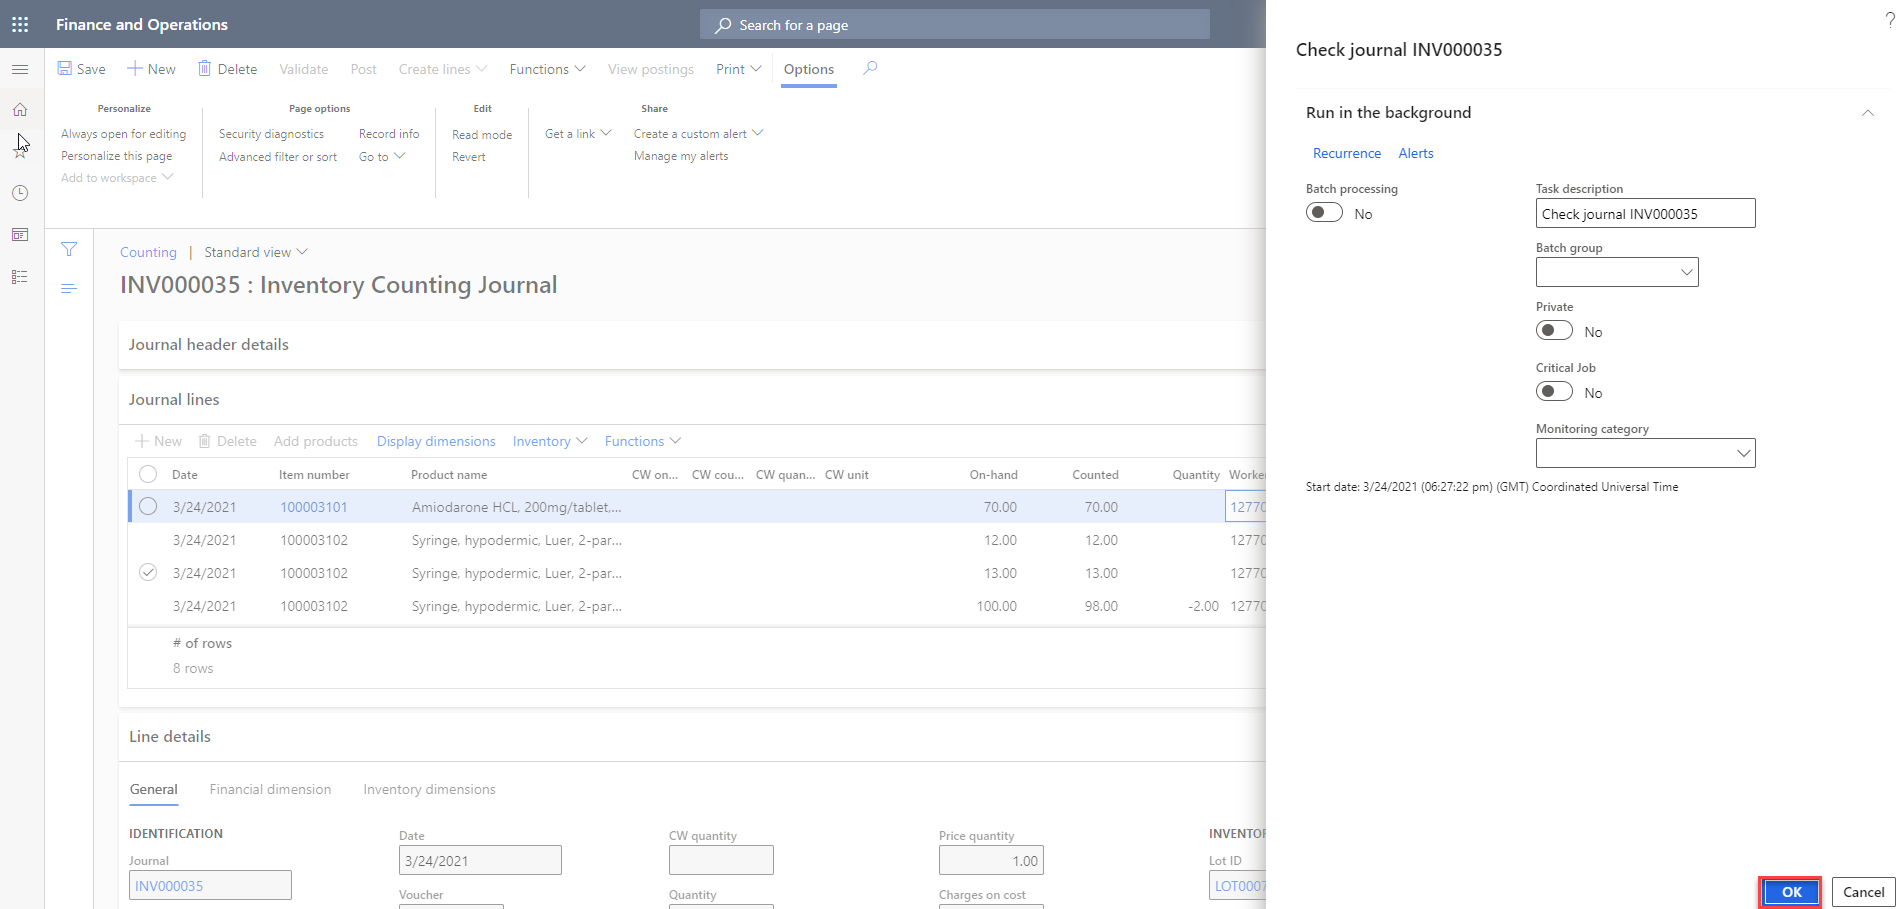 Finance and Operations
Search for a page
?
Save New Delete Validate Post Create lines Functions View postings Print Options
Personalize
Always open for editing
Personalize this page
Add to workspace
Page options
Security diagnostics Record info
Advanced filter or sort Go to
Edit
Read mode
Revert
Share
Get a link Create a custom alert
Manage my alerts
Counting | Standard view
INV000035 : Inventory Counting Journal
Journal header details
Journal lines
New Delete Add products Display dimensions Inventory Functions
Date Item number Product name CW on... CW cou... CW quan... CW unit On-hand Counted Quantity Worke
3/24/2021 100003101 Amiodarone HCL, 200mg/tablet,... 70.00 70.00 12770
3/24/2021 100003102 Syringe, hypodermic, Luer, 2-par... 12.00 12.00 12770
3/24/2021 100003102 Syringe, hypodermic, Luer, 2-par... 13.00 13.00 12770
3/24/2021 100003102 Syringe, hypodermic, Luer, 2-par... 100.00 98.00 -2.00 12770
# of rows
8 rows
Line details
General Financial dimension Inventory dimensions
IDENTIFICATION
Journal
INV000035
Date
3/24/2021
Voucher
CW quantity
Quantity
Price quantity
1.00
Charges on cost
INVENTO
Lot ID
LOT0007
Check journal INV000035
Run in the background
Recurrence Alerts
Batch processing
No
Task description
Check journal INV000035
Batch group
Private
No
Critical Job
No
Monitoring category
Start date: 3/24/2021 (06:27:22 pm) (GMT) Coordinated Universal Time
OK Cancel